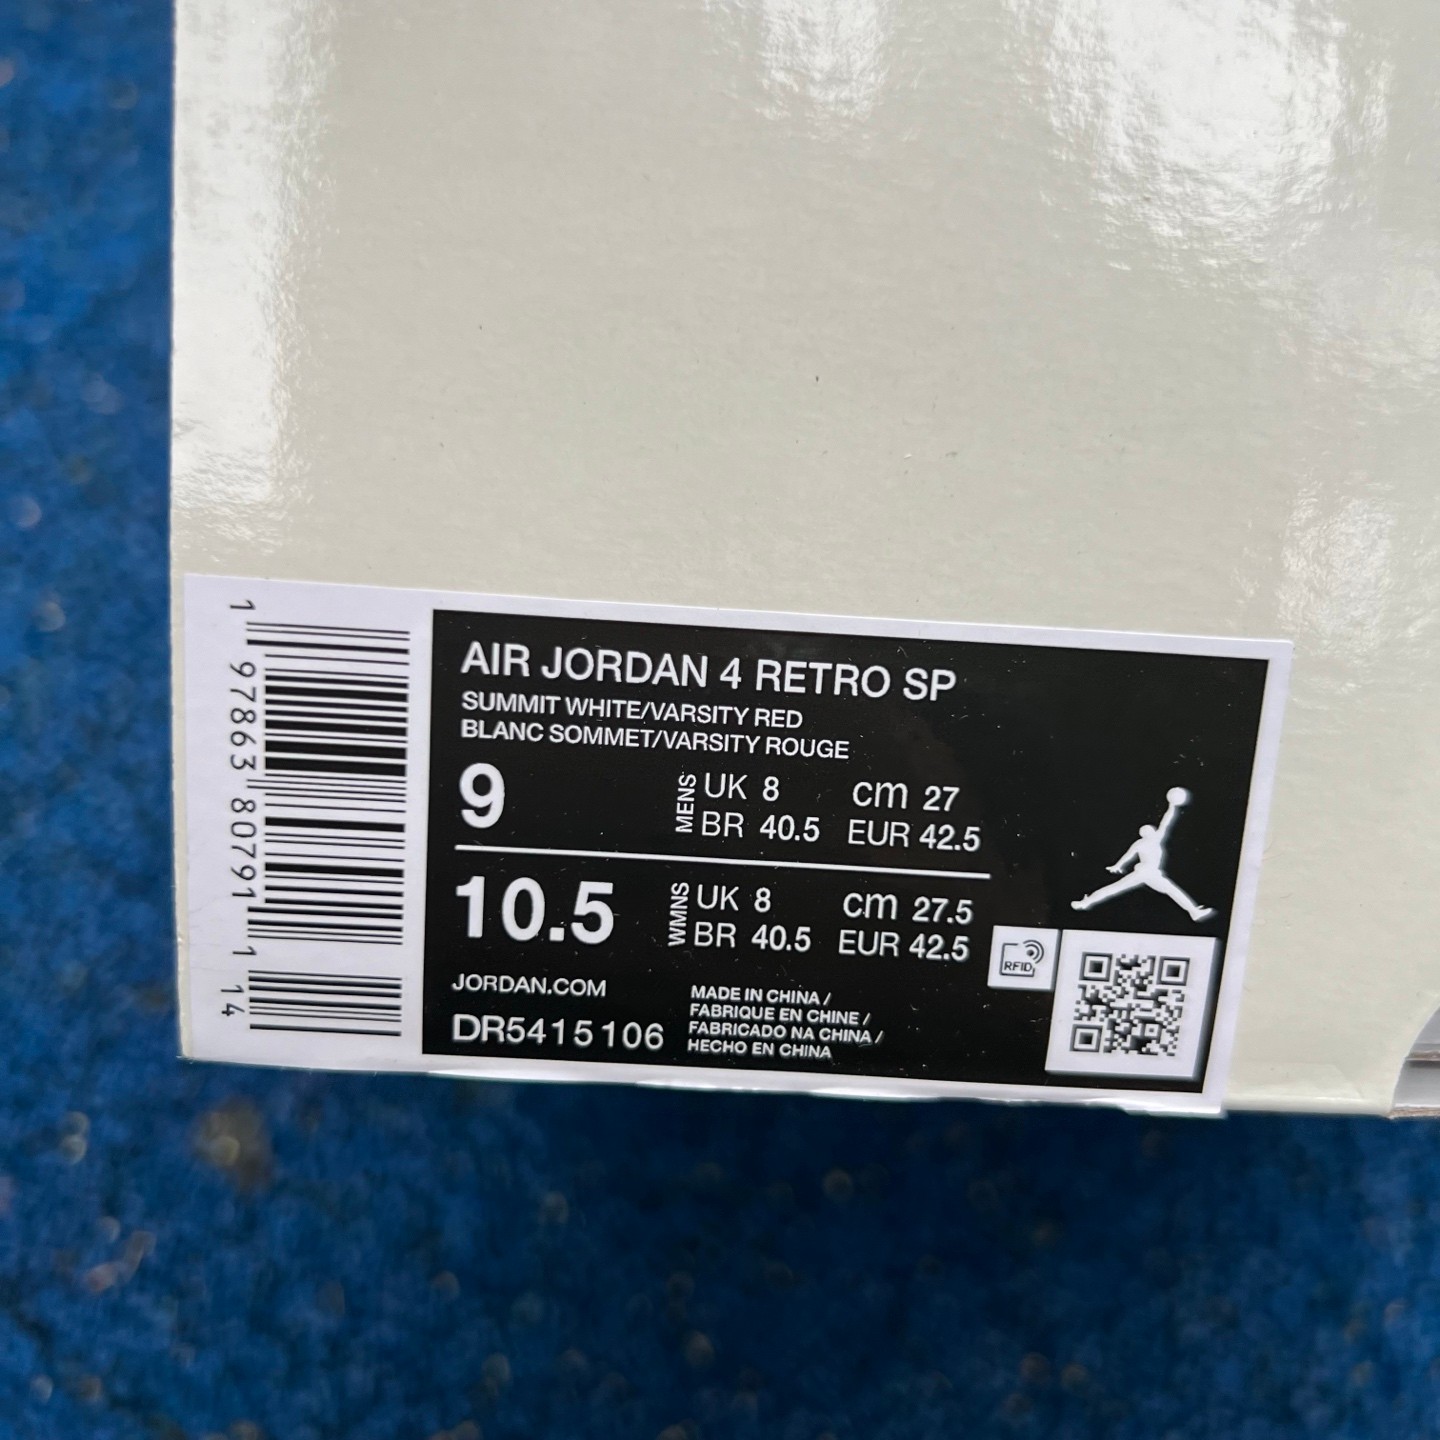 AIR JORDAN 4 RETRO SP
SUMMIT WHITE/VARSITY RED
BLANC SOMMET/VARSITY ROUGE
9
MENS
UK 8 cm 27
BR 40.5 EUR 42.5
10.5
WMNS
UK 8 cm 27.5
BR 40.5 EUR 42.5
JORDAN.COM
DR5415 106
MADE IN CHINA /
FABRIQUE EN CHINE /
FABRICADO NA CHINA /
HECHO EN CHINA
RFID
1 97863 80791 1 14